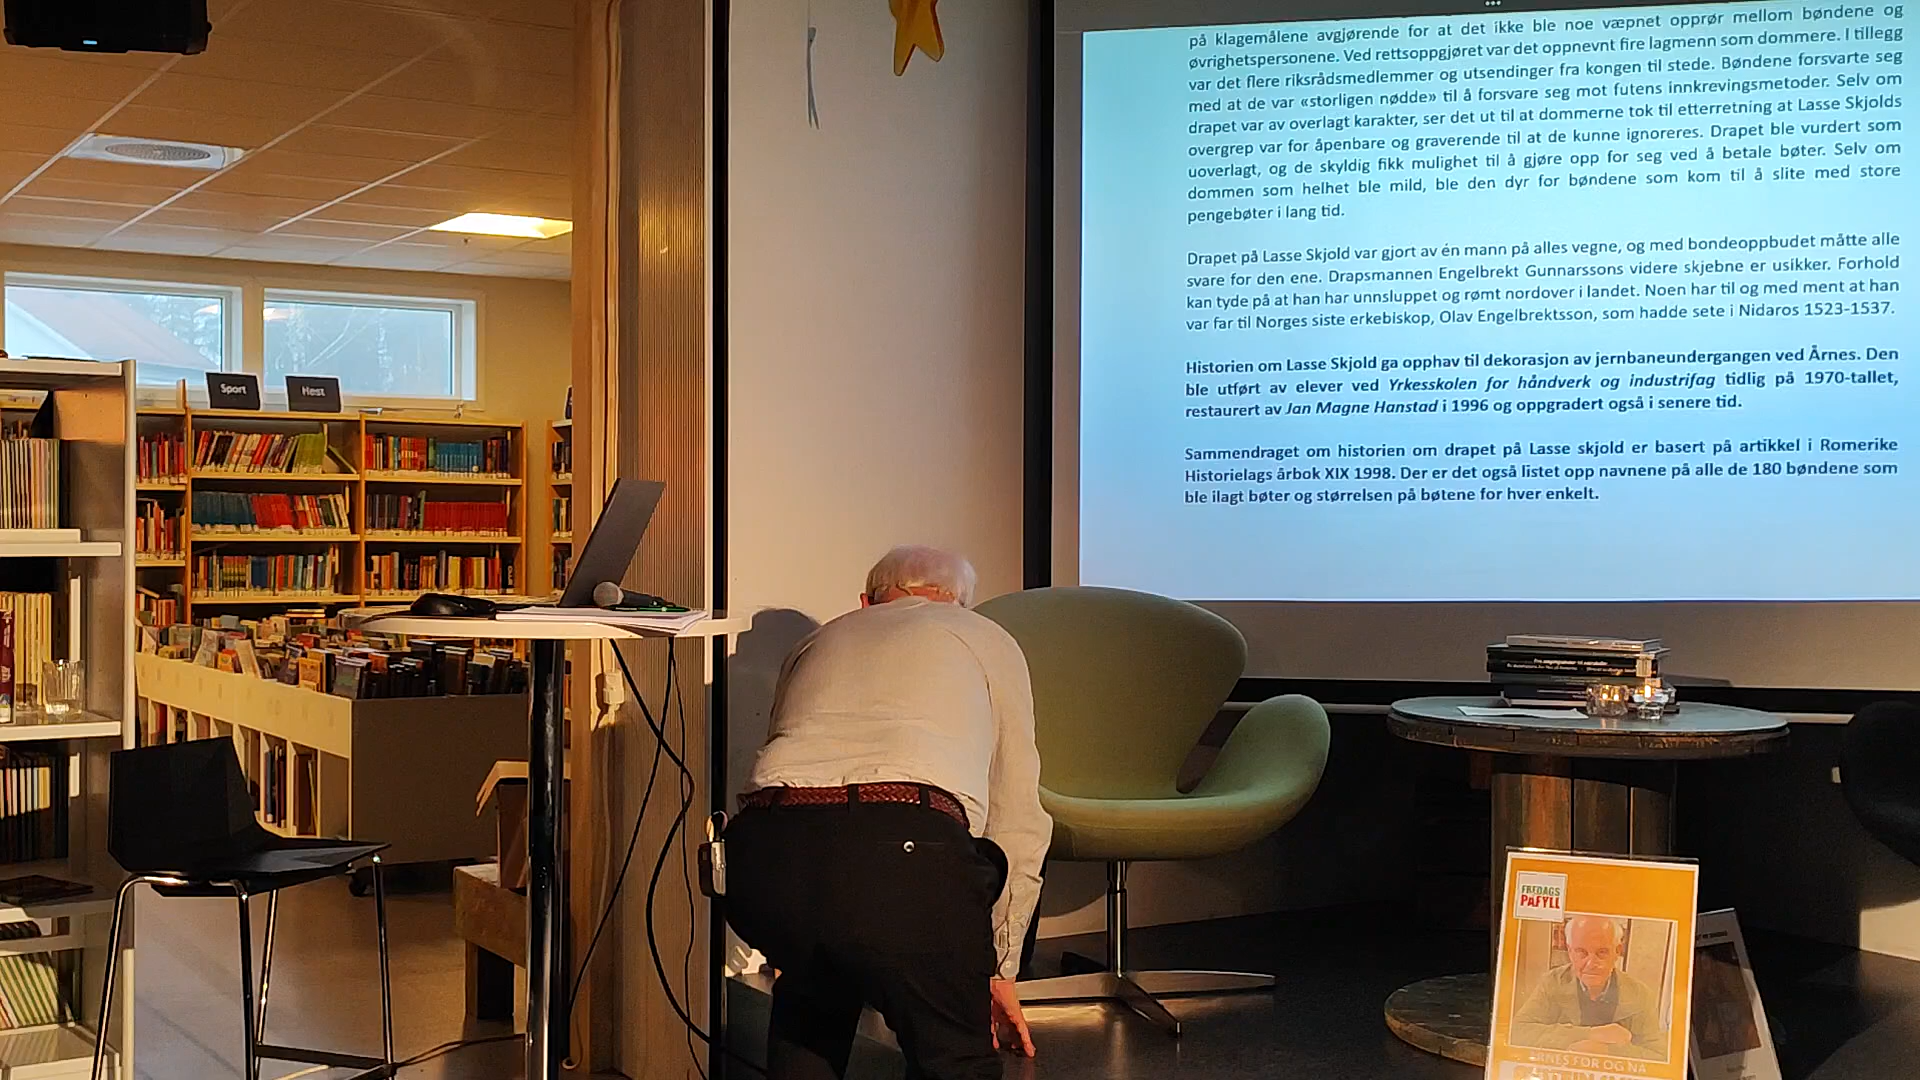 på klagemålene avgjørende for at det ikke ble noe væpnet opprør mellom bøndene og
øvrighetspersonene. Ved rettsoppgjøret var det oppnevnt fire lagmenn som dommere. I tillegg
var det flere riksrådsmedlemmer og utsendinger fra kongen til stede. Bøndene forsvarte seg
med at de var «storligen nødde» til å forsvare seg mot futens innkrevingsmetoder. Selv om
drapet var av overlagt karakter, ser det ut til at dommerne tok til etterretning at Lasse Skjolds
overgrep var for åpenbare og graverende til at de kunne ignoreres. Drapet ble vurdert som
uoverlagt, og de skyldig fikk mulighet til å gjøre opp for seg ved å betale bøter. Selv om
dommen som helhet ble mild, ble den dyr for bøndene som kom til å slite med store
pengebøter i lang tid.
Drapet på Lasse Skjold var gjort av én mann på alles vegne, og med bondeoppbudet måtte alle
svare for den ene. Drapsmannen Engelbrekt Gunnarssons videre skjebne er usikker. Forhold
kan tyde på at han har unnsluppet og rømt nordover i landet. Noen har til og med ment at han
var far til Norges siste erkebiskop, Olav Engelbrektsson, som hadde sete i Nidaros 1523-1537.
Historien om Lasse Skjold ga opphav til dekorasjon av jernbaneundergangen ved Årnes. Den
ble utført av elever ved Yrkesskolen for håndverk og industrifag tidlig på 1970-tallet,
restaurert av Jan Magne Hanstad i 1996 og oppgradert også i senere tid.
Sammendraget om historien om drapet på Lasse skjold er basert på artikkel i Romerike
Historielags årbok XIX 1998. Der er det også listet opp navnene på alle de 180 bøndene som
ble ilagt bøter og størrelsen på bøtene for hver enkelt.
Sport
Hest
FREDAGS
PÅFYLL
ÅRNES FØR OG NÅ